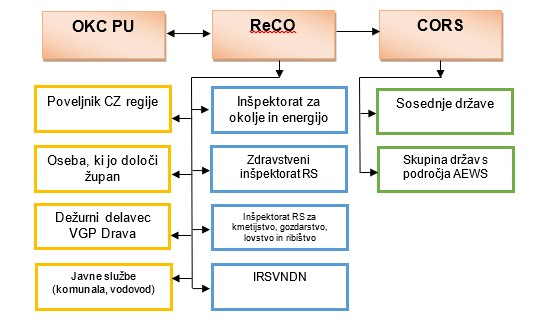 OKC PU
ReCO
CORS
Poveljnik CZ regije
Oseba, ki jo določi
župan
Dežurni delavec
VGP Drava
Javne službe
(komunala, vodovod)
Inšpektorat za
okolje in energijo
Zdravstveni
inšpektorat RS
Inšpektorat RS za
kmetijstvo, gozdarstvo,
lovstvo in ribištvo
IRSVNDN
Sosednje države
Skupina držav s
področja AEWS